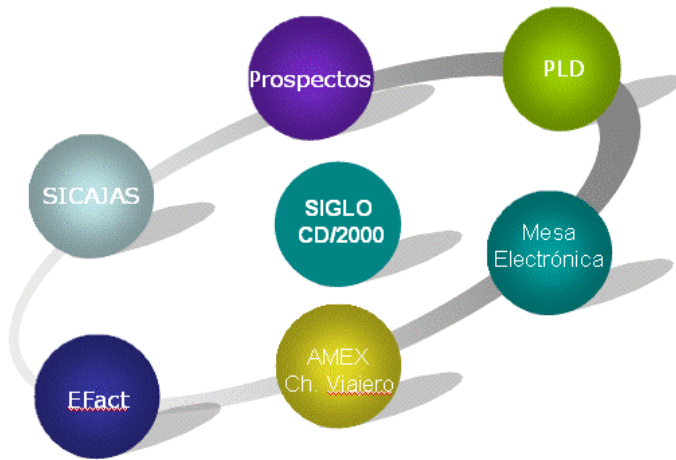 Prospectos
PLD
SICAJAS
SIGLO
CD/2000
Mesa
Electrónica
AMEX
Ch. Viajero
EFact